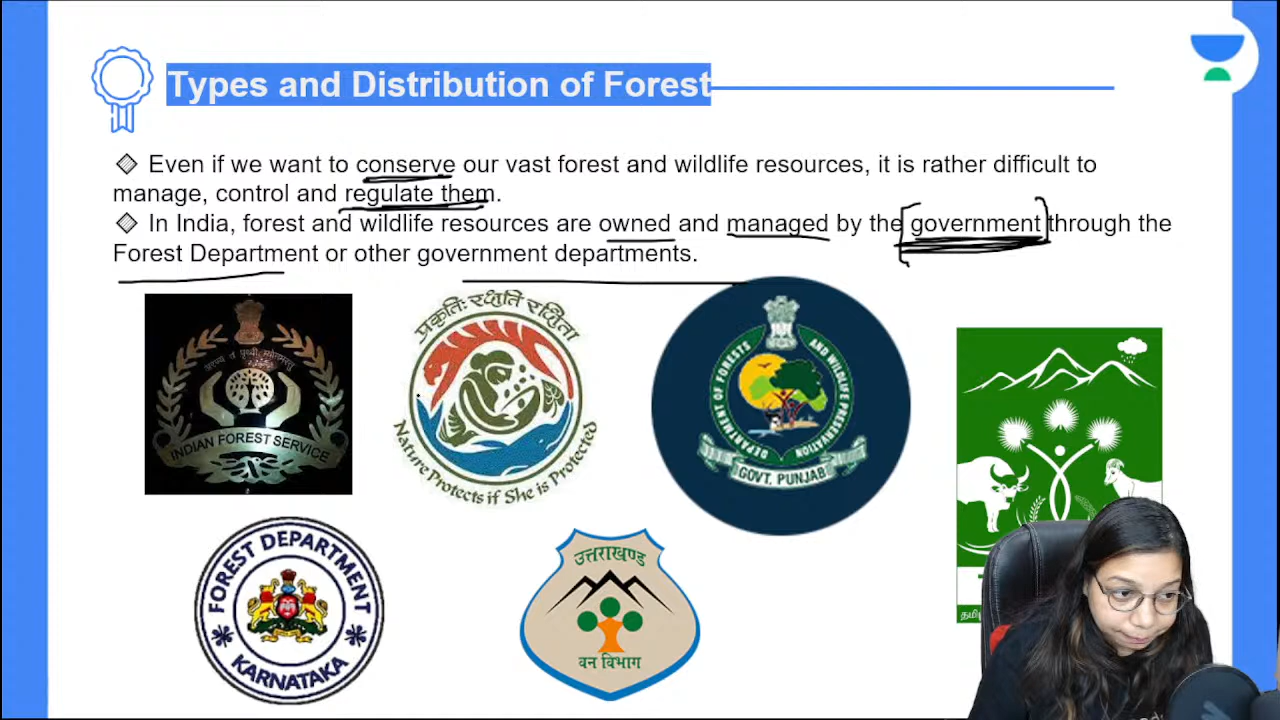 Types and Distribution of Forest
Even if we want to conserve our vast forest and wildlife resources, it is rather difficult to
manage, control and regulate them.
In India, forest and wildlife resources are owned and managed by the government through the
Forest Department or other government departments.
INDIAN FOREST SERVICE
प्रकृतिः रक्षति रक्षिता
Nature Protects if She is Protected
DEPARTMENT OF FORESTS
AND WILDLIFE PRESERVATION
GOVT. PUNJAB
FOREST DEPARTMENT
KARNATAKA
उत्तराखण्ड
वन विभाग